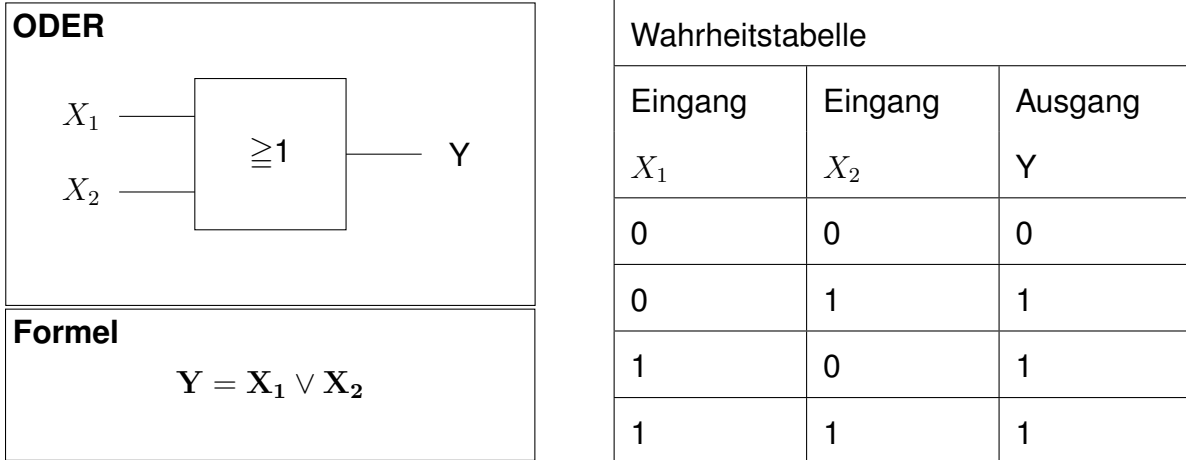 ODER
X₁
≧1
Y
X₂
Formel
Y = X₁ ∨ X₂
Wahrheitstabelle
Eingang Eingang Ausgang
X₁ X₂ Y
0 0 0
0 1 1
1 0 1
1 1 1